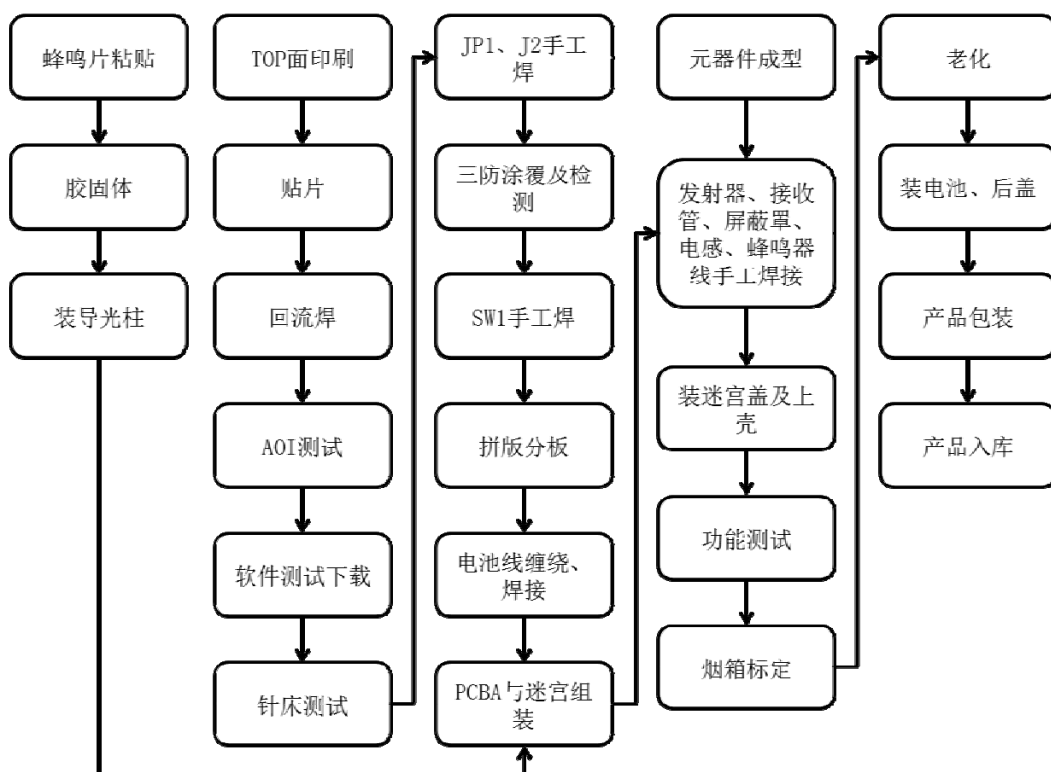 蜂鸣片粘贴
胶固体
装导光柱
TOP面印刷
贴片
回流焊
AOI测试
软件测试下载
针床测试
JP1、J2手工
焊
三防涂覆及检
测
SW1手工焊
拼版分板
电池线缠绕、
焊接
PCBA与迷宫组
装
元器件成型
发射器、接收
管、屏蔽罩、
电感、蜂鸣器
线手工焊接
装迷宫盖及上
壳
功能测试
烟箱标定
老化
装电池、后盖
产品包装
产品入库